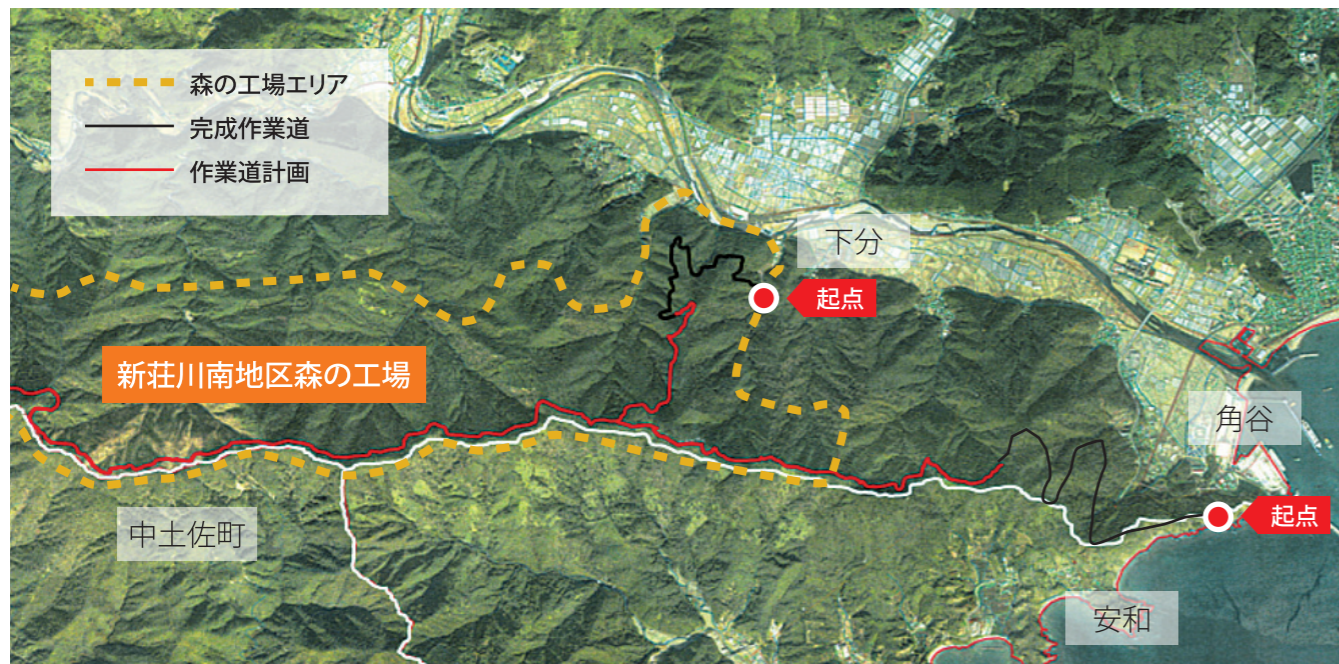 森の工場エリア
完成作業道
作業道計画
下分
起点
新荘川南地区森の工場
角谷
起点
中土佐町
安和